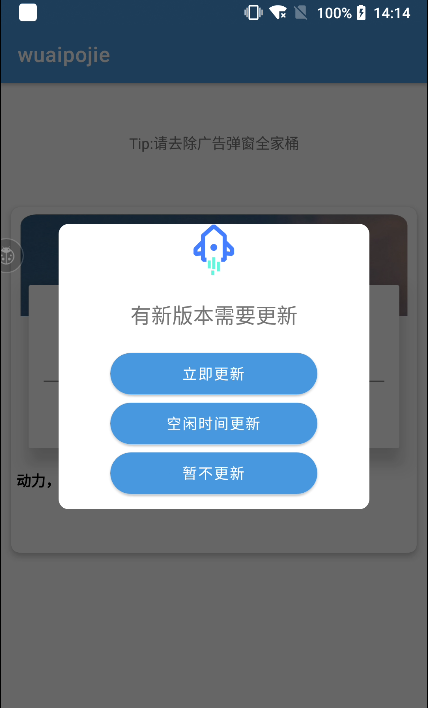 100% 14:14
wuaipojie
Tip:请去除广告弹窗全家桶
有新版本需要更新
立即更新
空闲时间更新
暂不更新
动力，